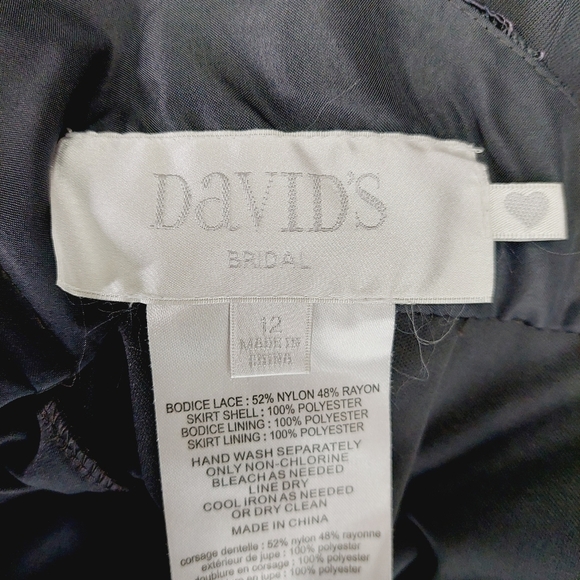 DaVID'S
BRIDAL
12
MADE IN
CHINA
BODICE LACE : 52% NYLON 48% RAYON
SKIRT SHELL : 100% POLYESTER
BODICE LINING : 100% POLYESTER
SKIRT LINING : 100% POLYESTER
HAND WASH SEPARATELY
ONLY NON-CHLORINE
BLEACH AS NEEDED
LINE DRY
COOL IRON AS NEEDED
OR DRY CLEAN
MADE IN CHINA
corsage dentelle : 52% nylon 48% rayonne
extérieur de jupe : 100% polyester
doublure en corsage : 100% polyester